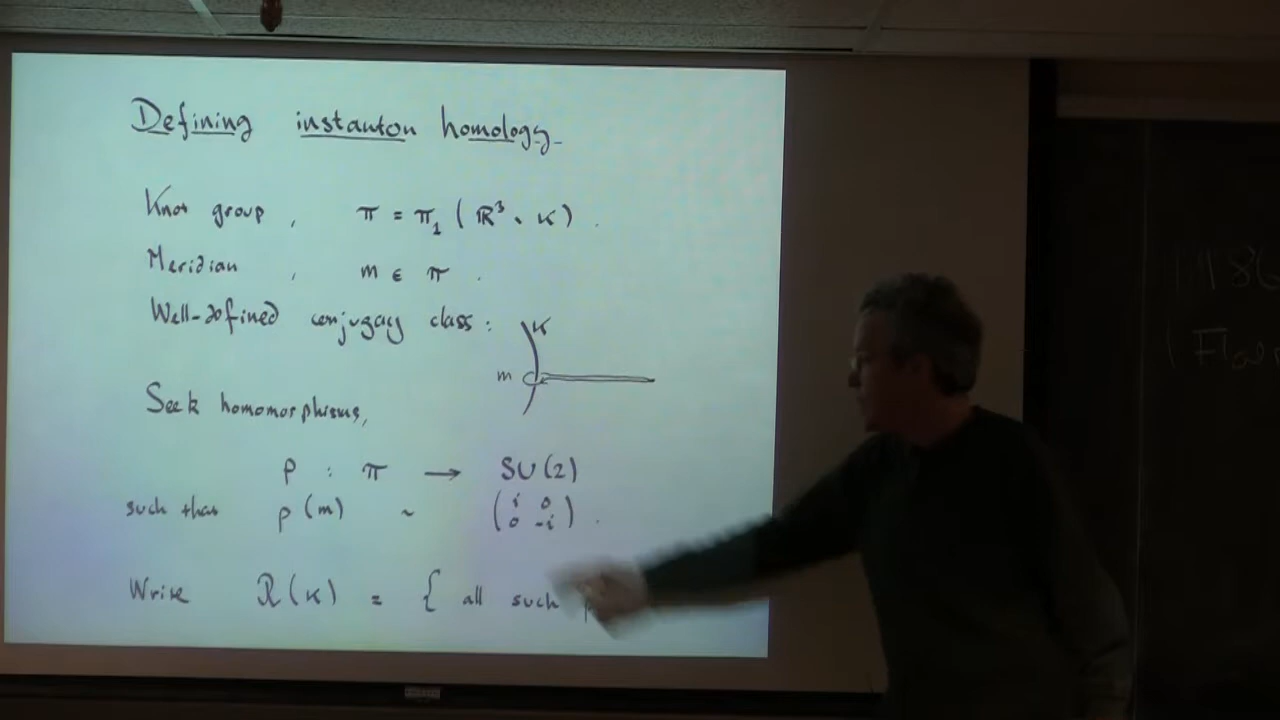 Defining instanton homology
Knot group, π = π₁ (ℝ³ \ K).
Meridian, m ∈ π.
Well-defined conjugacy class:
K
m
Seek homomorphisms,
ρ : π → SU(2)
such that ρ(m) ~ (i 0
0 -i).
Write R(K) = { all such